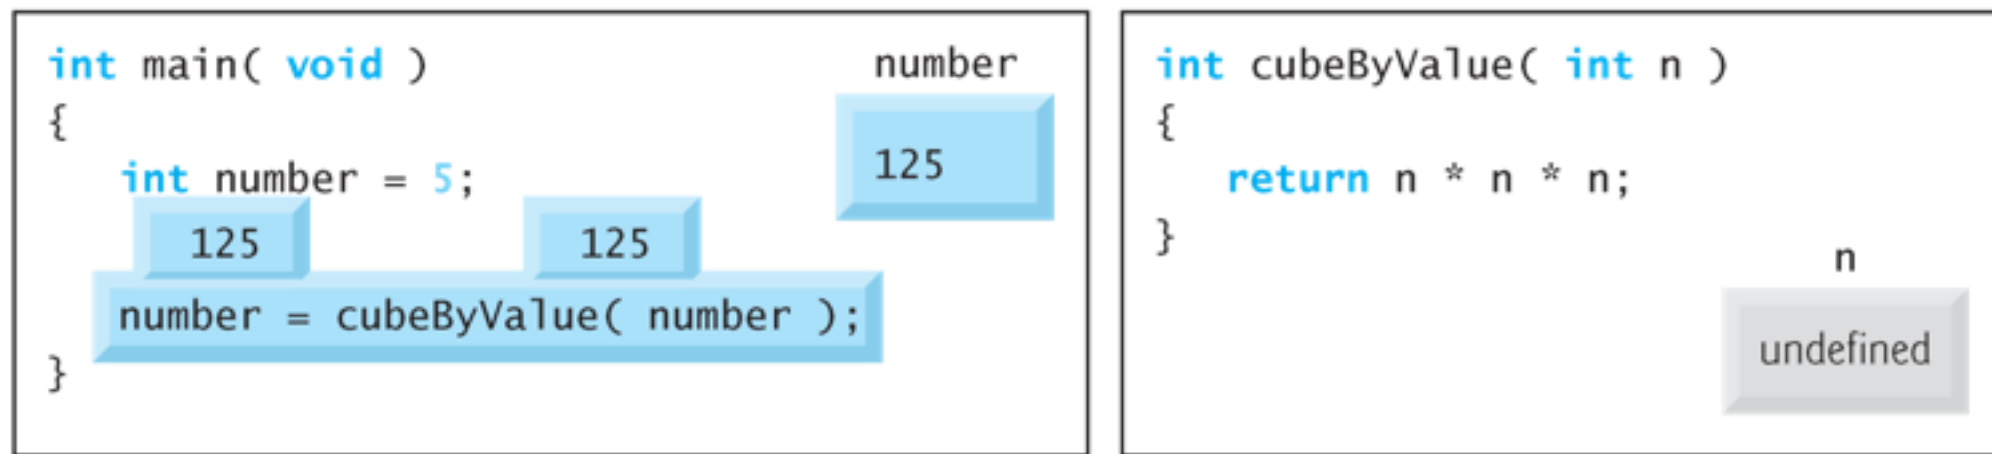 int main( void )
{
int number = 5;
125 125
number = cubeByValue( number );
}
number
125
int cubeByValue( int n )
{
return n * n * n;
}
n
undefined